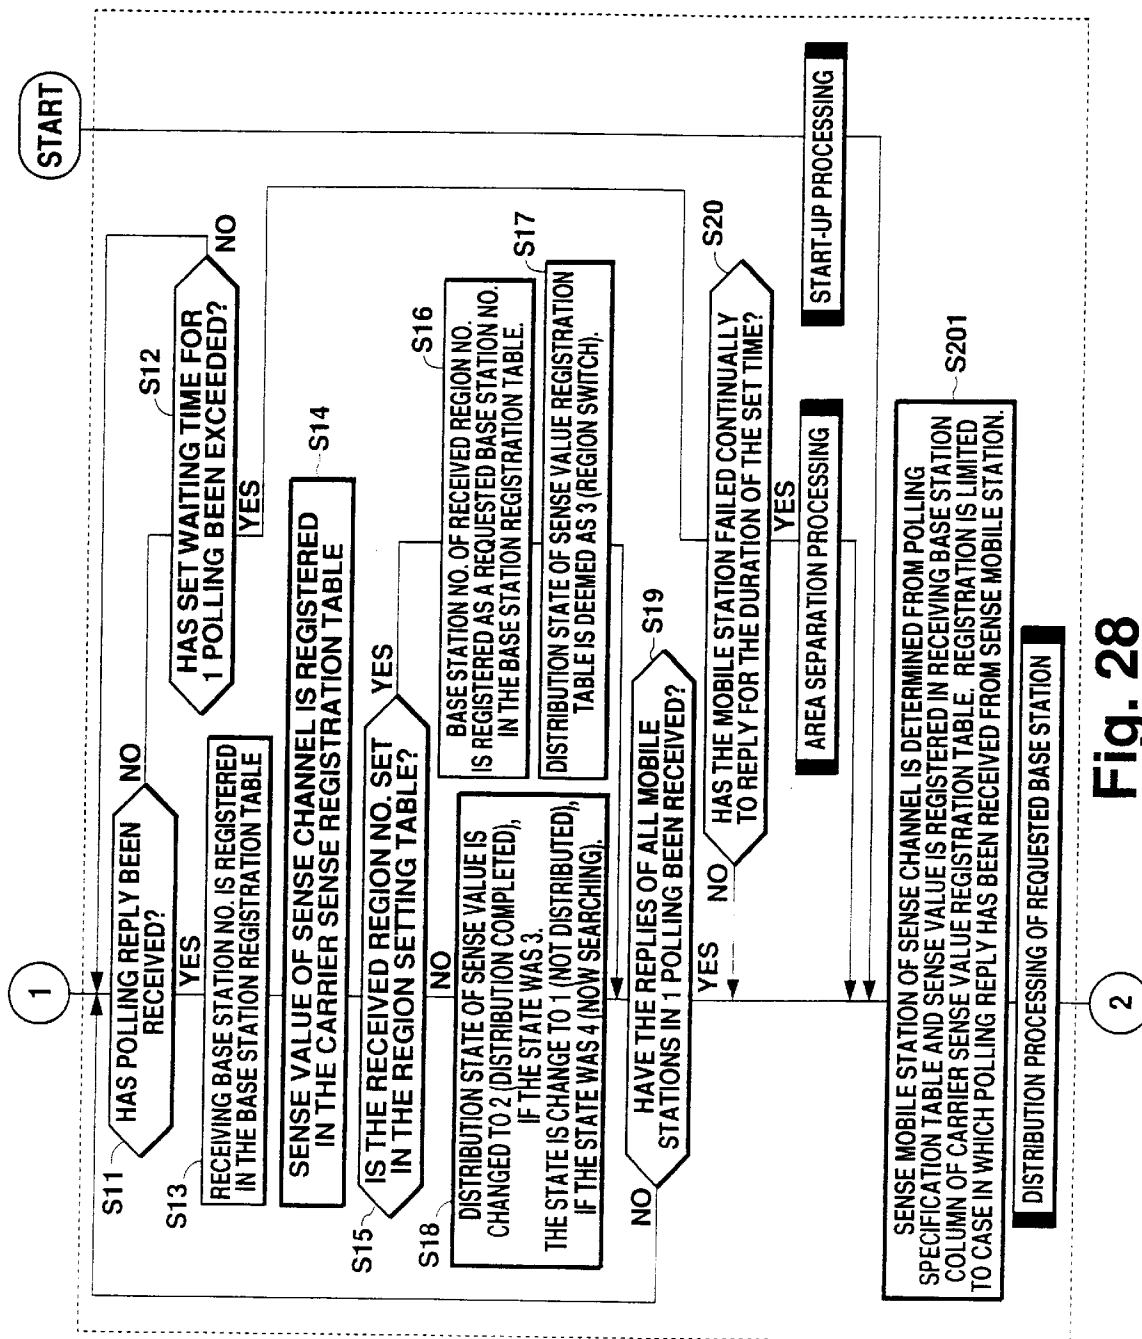 START
1
S11
HAS POLLING REPLY BEEN
RECEIVED?
NO
YES
S12
HAS SET WAITING TIME FOR
1 POLLING BEEN EXCEEDED?
NO
YES
S13
RECEIVING BASE STATION NO. IS REGISTERED
IN THE BASE STATION REGISTRATION TABLE
S14
SENSE VALUE OF SENSE CHANNEL IS REGISTERED
IN THE CARRIER SENSE REGISTRATION TABLE
S15
IS THE RECEIVED REGION NO. SET
IN THE REGION SETTING TABLE?
YES
NO
S16
BASE STATION NO. OF RECEIVED REGION NO.
IS REGISTERED AS A REQUESTED BASE STATION NO.
IN THE BASE STATION REGISTRATION TABLE.
S17
DISTRIBUTION STATE OF SENSE VALUE REGISTRATION
TABLE IS DEEMED AS 3 (REGION SWITCH).
S18
DISTRIBUTION STATE OF SENSE VALUE IS
CHANGED TO 2 (DISTRIBUTION COMPLETED),
IF THE STATE WAS 3.
THE STATE IS CHANGE TO 1 (NOT DISTRIBUTED),
IF THE STATE WAS 4 (NOW SEARCHING).
S19
HAVE THE REPLIES OF ALL MOBILE
STATIONS IN 1 POLLING BEEN RECEIVED?
NO
YES
S20
HAS THE MOBILE STATION FAILED CONTINUALLY
TO REPLY FOR THE DURATION OF THE SET TIME?
NO
YES
AREA SEPARATION PROCESSING
START-UP PROCESSING
S201
SENSE MOBILE STATION OF SENSE CHANNEL IS DETERMINED FROM POLLING
SPECIFICATION TABLE AND SENSE VALUE IS REGISTERED IN RECEIVING BASE STATION
COLUMN OF CARRIER SENSE VALUE REGISTRATION TABLE. REGISTRATION IS LIMITED
TO CASE IN WHICH POLLING REPLY HAS BEEN RECEIVED FROM SENSE MOBILE STATION.
DISTRIBUTION PROCESSING OF REQUESTED BASE STATION
2
Fig. 28